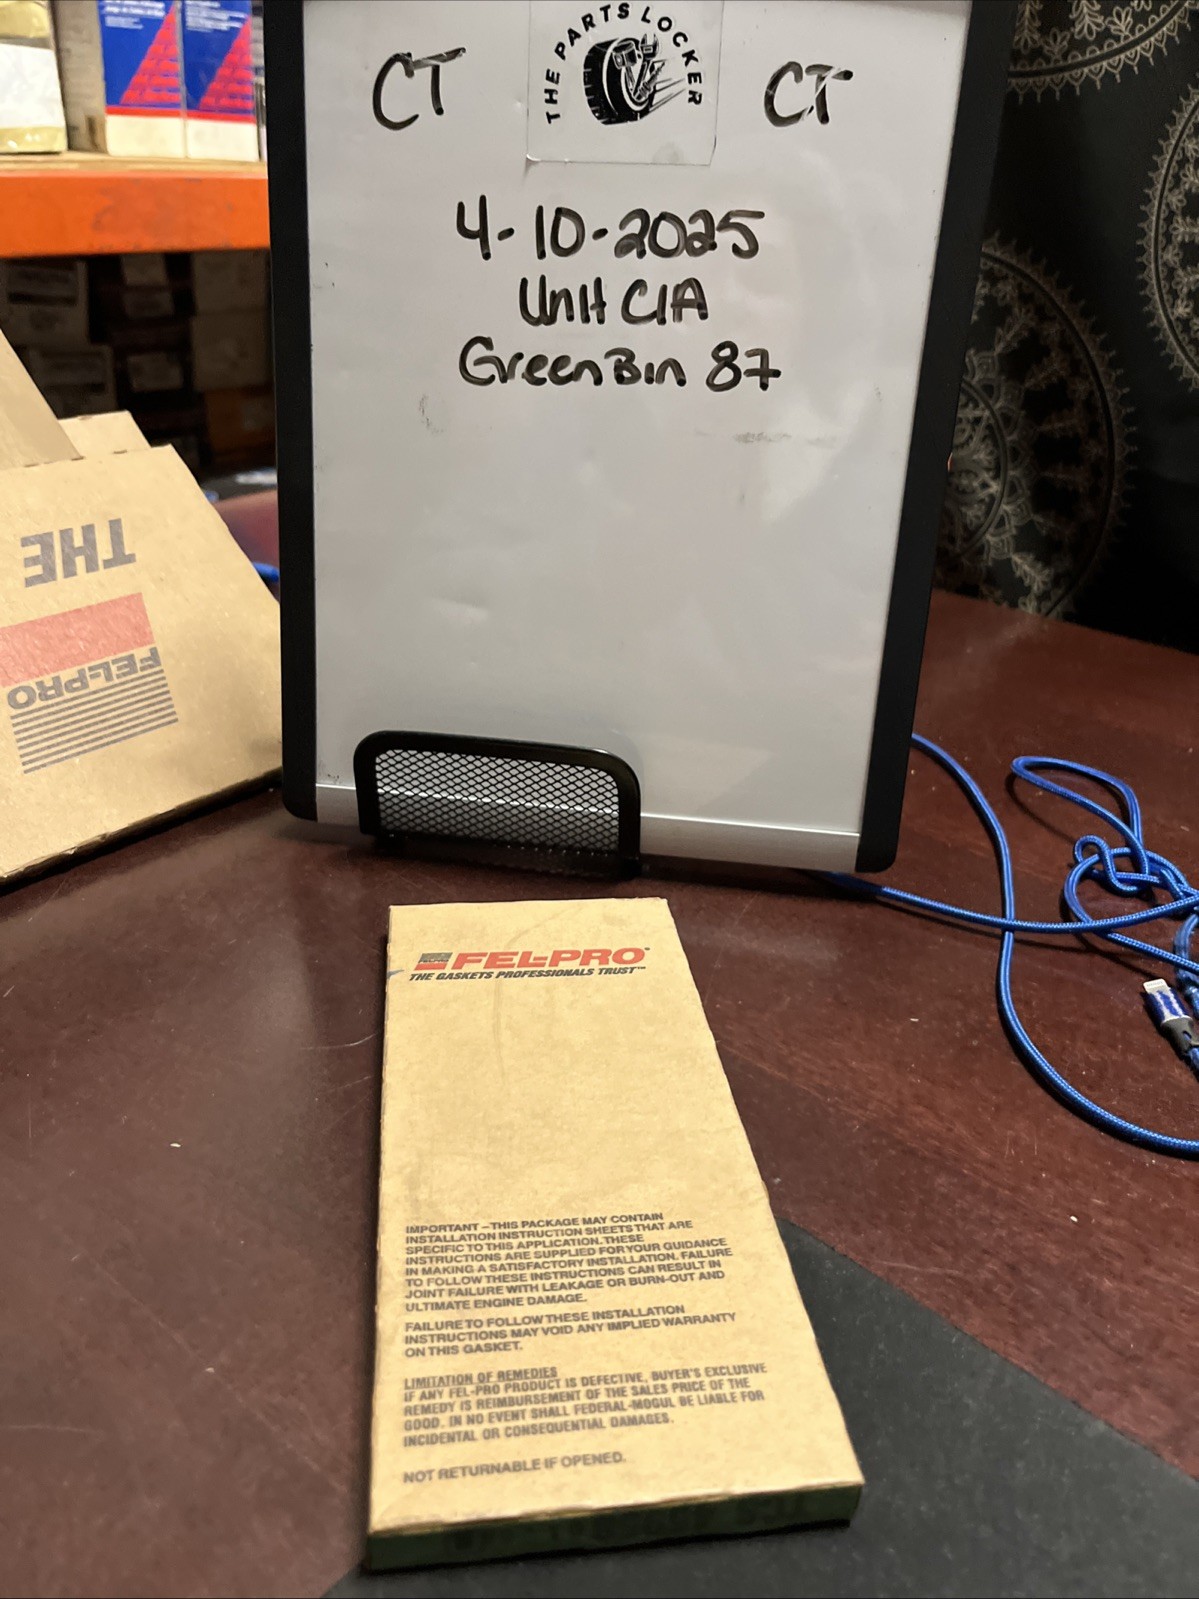 THE PARTS LOCKER
CT
CT
4-10-2025
Unit C1A
Green Bin 87
THE
FEL-PRO
FEL-PRO
THE GASKETS PROFESSIONALS TRUST™
IMPORTANT – THIS PACKAGE MAY CONTAIN
INSTALLATION INSTRUCTION SHEETS THAT ARE
SPECIFIC TO THIS APPLICATION. THESE
INSTRUCTIONS ARE SUPPLIED FOR YOUR GUIDANCE
IN MAKING A SATISFACTORY INSTALLATION. FAILURE
TO FOLLOW THESE INSTRUCTIONS CAN RESULT IN
JOINT FAILURE WITH LEAKAGE OR BURN-OUT AND
ULTIMATE ENGINE DAMAGE.
FAILURE TO FOLLOW THESE INSTALLATION
INSTRUCTIONS MAY VOID ANY IMPLIED WARRANTY
ON THIS GASKET.
LIMITATION OF REMEDIES
IF ANY FEL-PRO PRODUCT IS DEFECTIVE, BUYER'S EXCLUSIVE
REMEDY IS REIMBURSEMENT OF THE SALES PRICE OF THE
GOOD. IN NO EVENT SHALL FEDERAL-MOGUL BE LIABLE FOR
INCIDENTAL OR CONSEQUENTIAL DAMAGES.
NOT RETURNABLE IF OPENED.